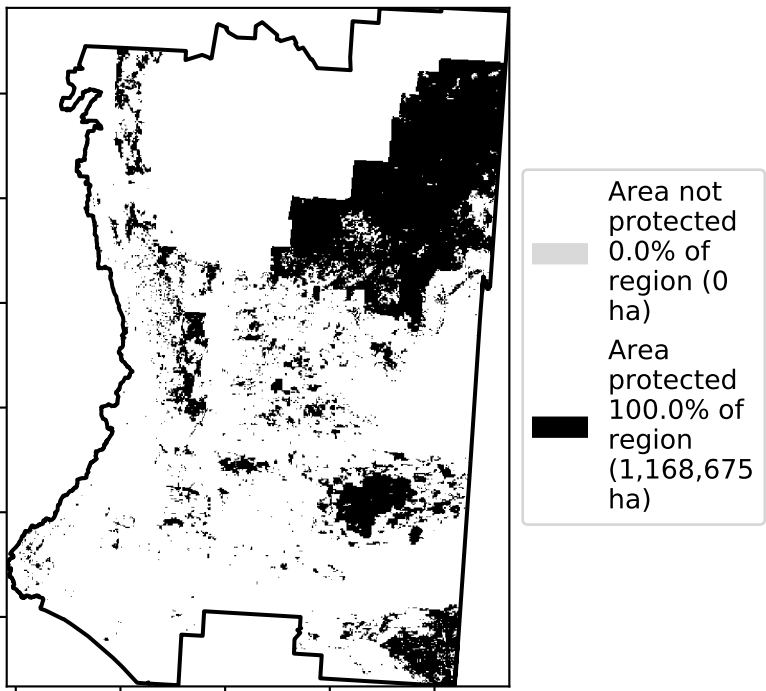 Area not
protected
0.0% of
region (0
ha)
Area
protected
100.0% of
region
(1,168,675
ha)